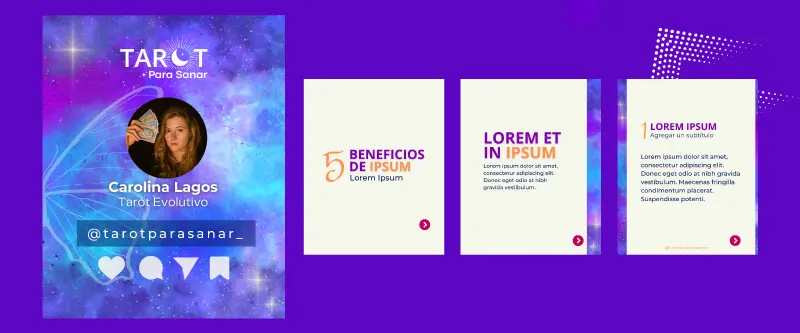 TAROT
• Para Sanar
Carolina Lagos
Tarot Evolutivo
@tarotparasanar_
5 BENEFICIOS
DE IPSUM
Lorem Ipsum
LOREM ET
IN IPSUM
Lorem ipsum dolor sit amet,
consectetur adipiscing elit.
Donec eget odio at nibh
gravida vestibulum.
1 LOREM IPSUM
Agregar un subtítulo
Lorem ipsum dolor sit amet,
consectetur adipiscing elit.
Donec eget odio at nibh gravida
vestibulum. Maecenas fringilla
condimentum placerat.
Suspendisse potenti.